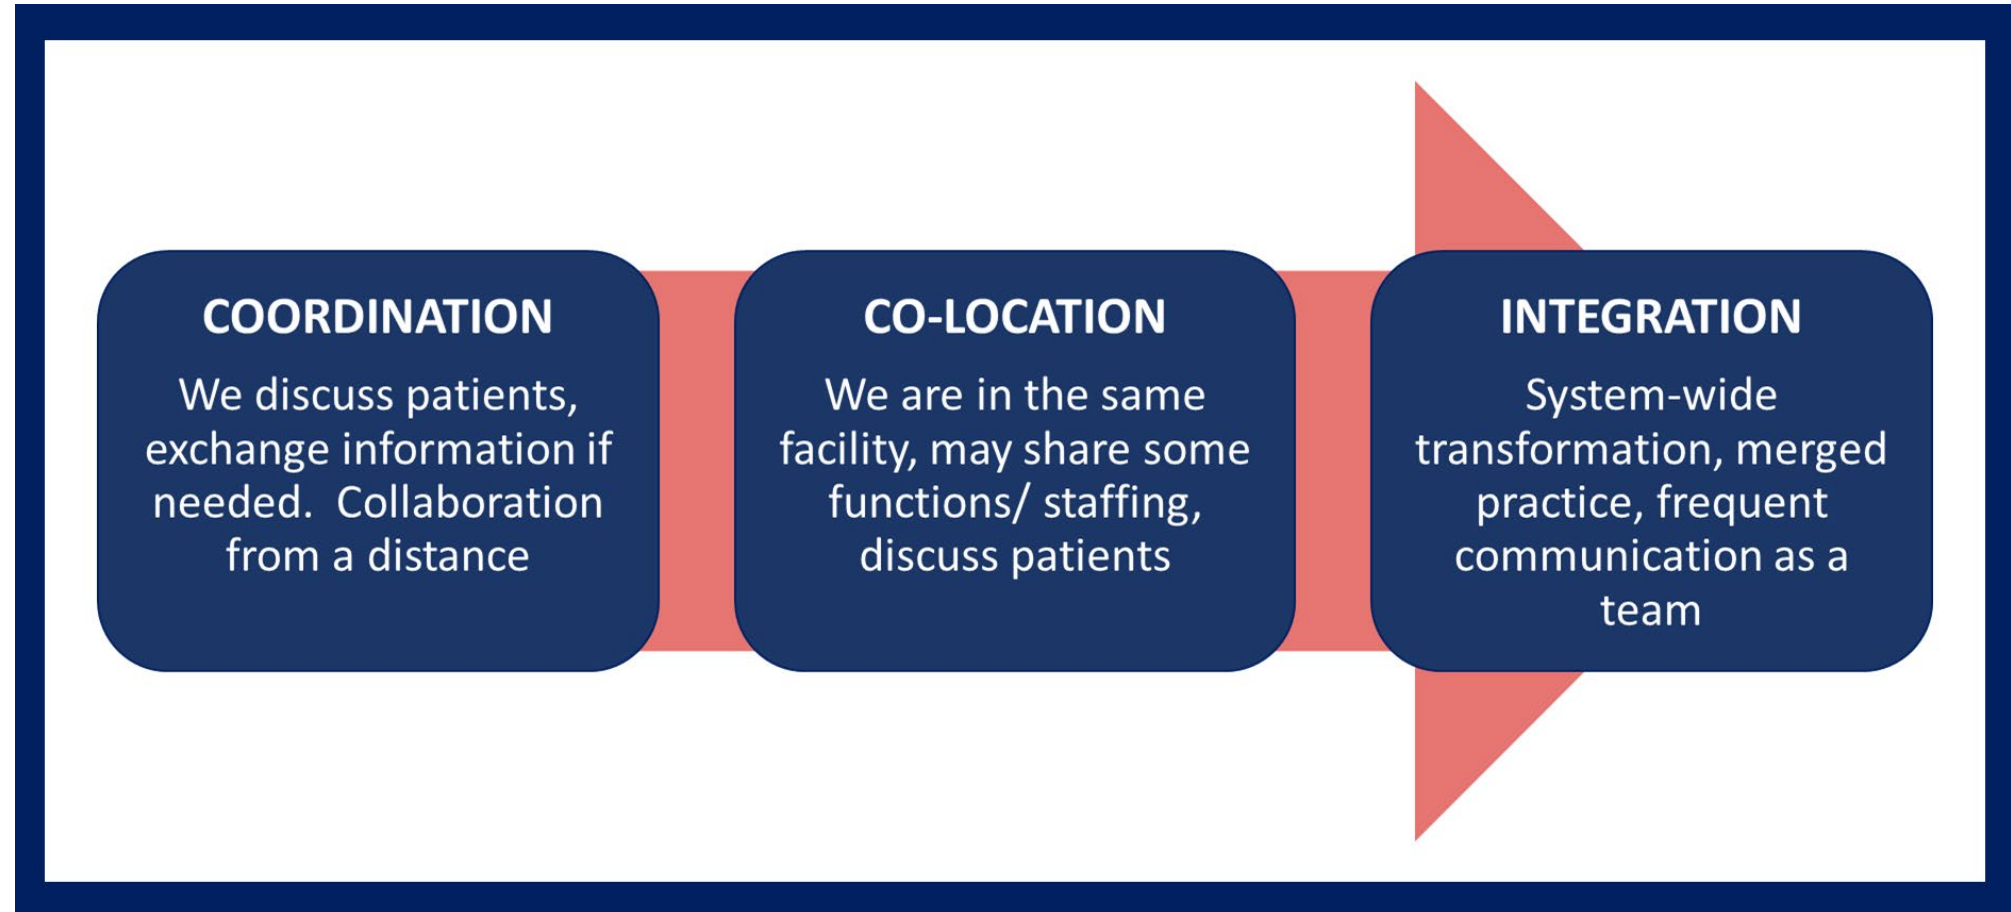 COORDINATION
We discuss patients,
exchange information if
needed.  Collaboration
from a distance
CO-LOCATION
We are in the same
facility, may share some
functions/ staffing,
discuss patients
INTEGRATION
System-wide
transformation, merged
practice, frequent
communication as a
team